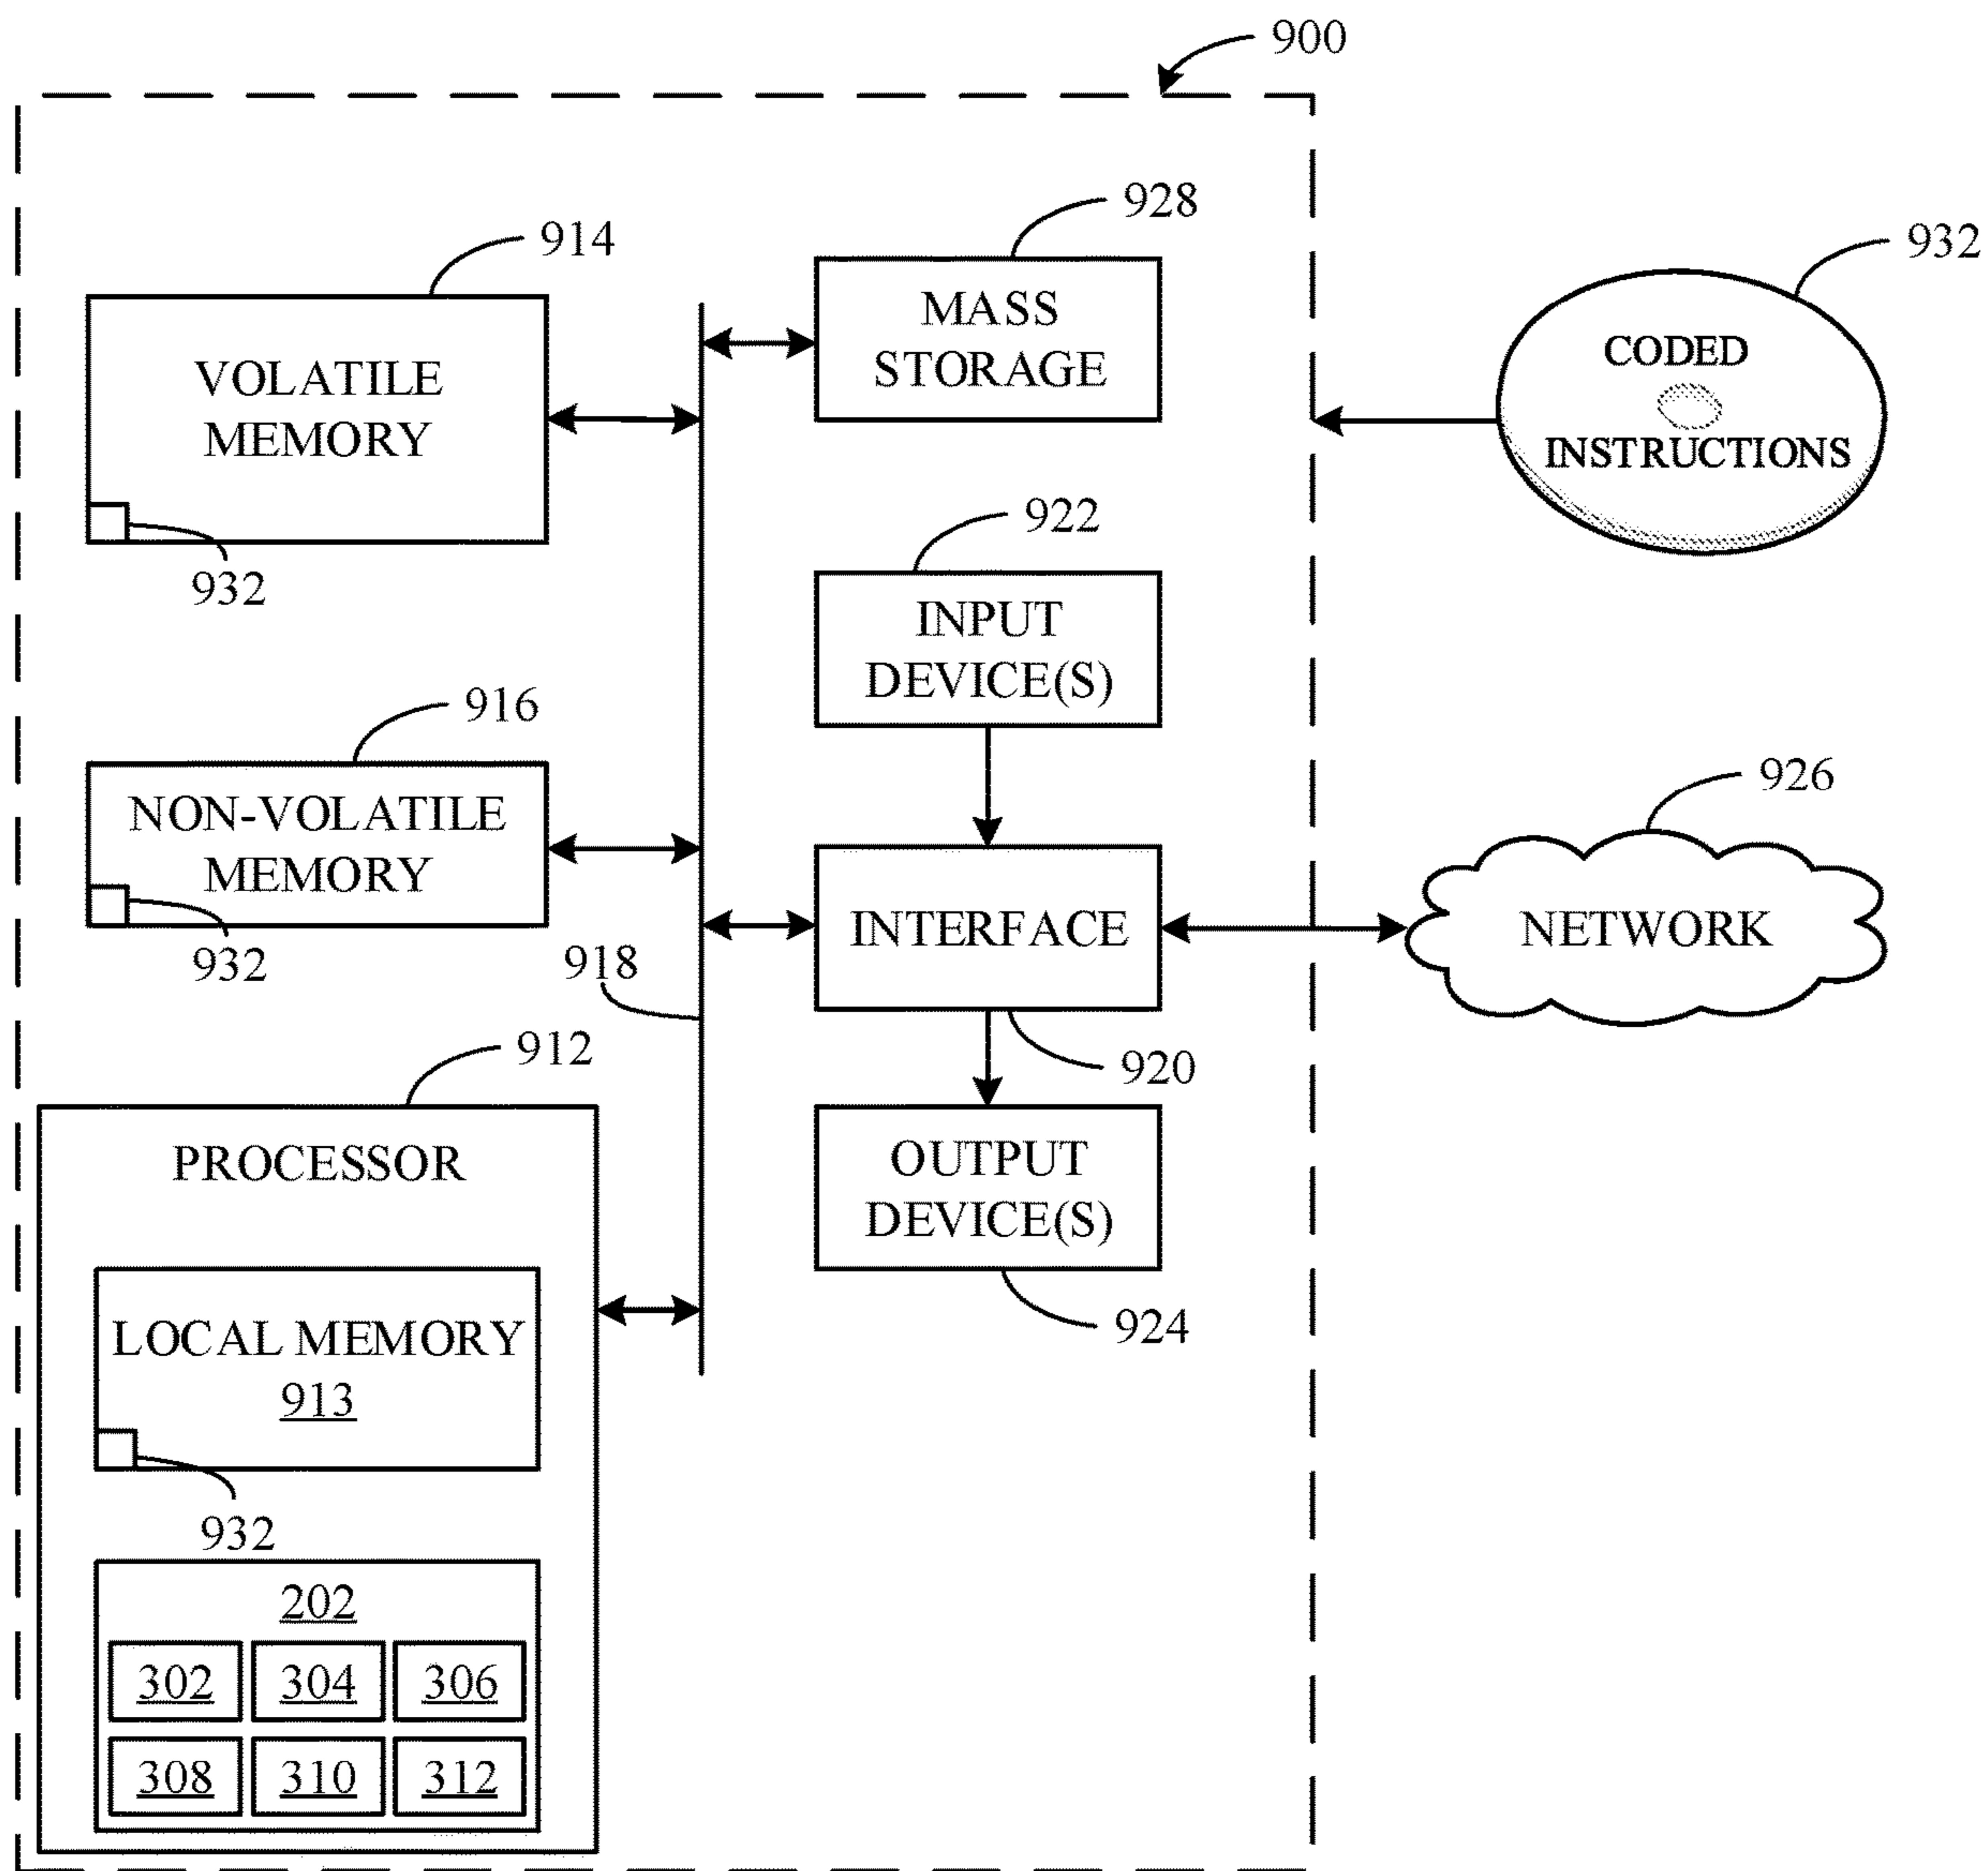 900
914
VOLATILE
MEMORY
932
928
MASS
STORAGE
932
CODED
INSTRUCTIONS
922
INPUT
DEVICE(S)
916
NON-VOLATILE
MEMORY
932
918
INTERFACE
920
926
NETWORK
912
PROCESSOR
LOCAL MEMORY
913
932
OUTPUT
DEVICE(S)
924
202
302 304 306
308 310 312